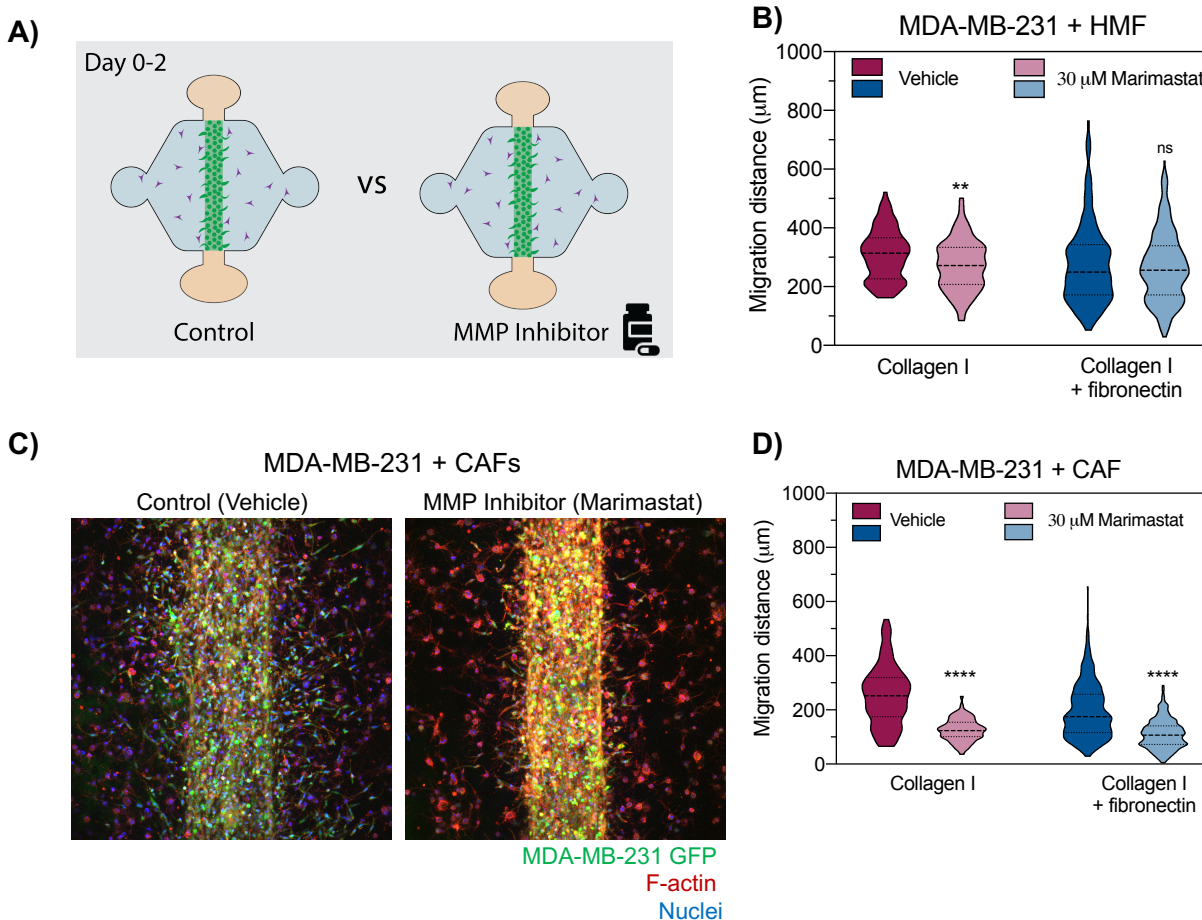 A)
Day 0-2
Control
vs
MMP Inhibitor
B)
MDA-MB-231 + HMF
Migration distance (μm)
1000
800
600
400
200
0
Vehicle
30 μM Marimastat
**
ns
Collagen I
Collagen I
+ fibronectin
C)
MDA-MB-231 + CAFs
Control (Vehicle)
MMP Inhibitor (Marimastat)
MDA-MB-231 GFP
F-actin
Nuclei
D)
MDA-MB-231 + CAF
Migration distance (μm)
1000
800
600
400
200
0
Vehicle
30 μM Marimastat
****
****
Collagen I
Collagen I
+ fibronectin